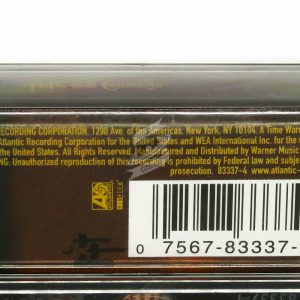 RECORDING CORPORATION, 1290 Ave. of the Americas, New York, NY 10104. A Time Warn
Atlantic Recording Corporation for the United States and WEA International Inc. for the
the United States. All Rights Reserved. Manufactured and Distributed by Warner Music
NG: Unauthorized reproduction of this recording is prohibited by Federal law and subje
prosecution. 83337-4 www.atlantic-
0 7567-83337-